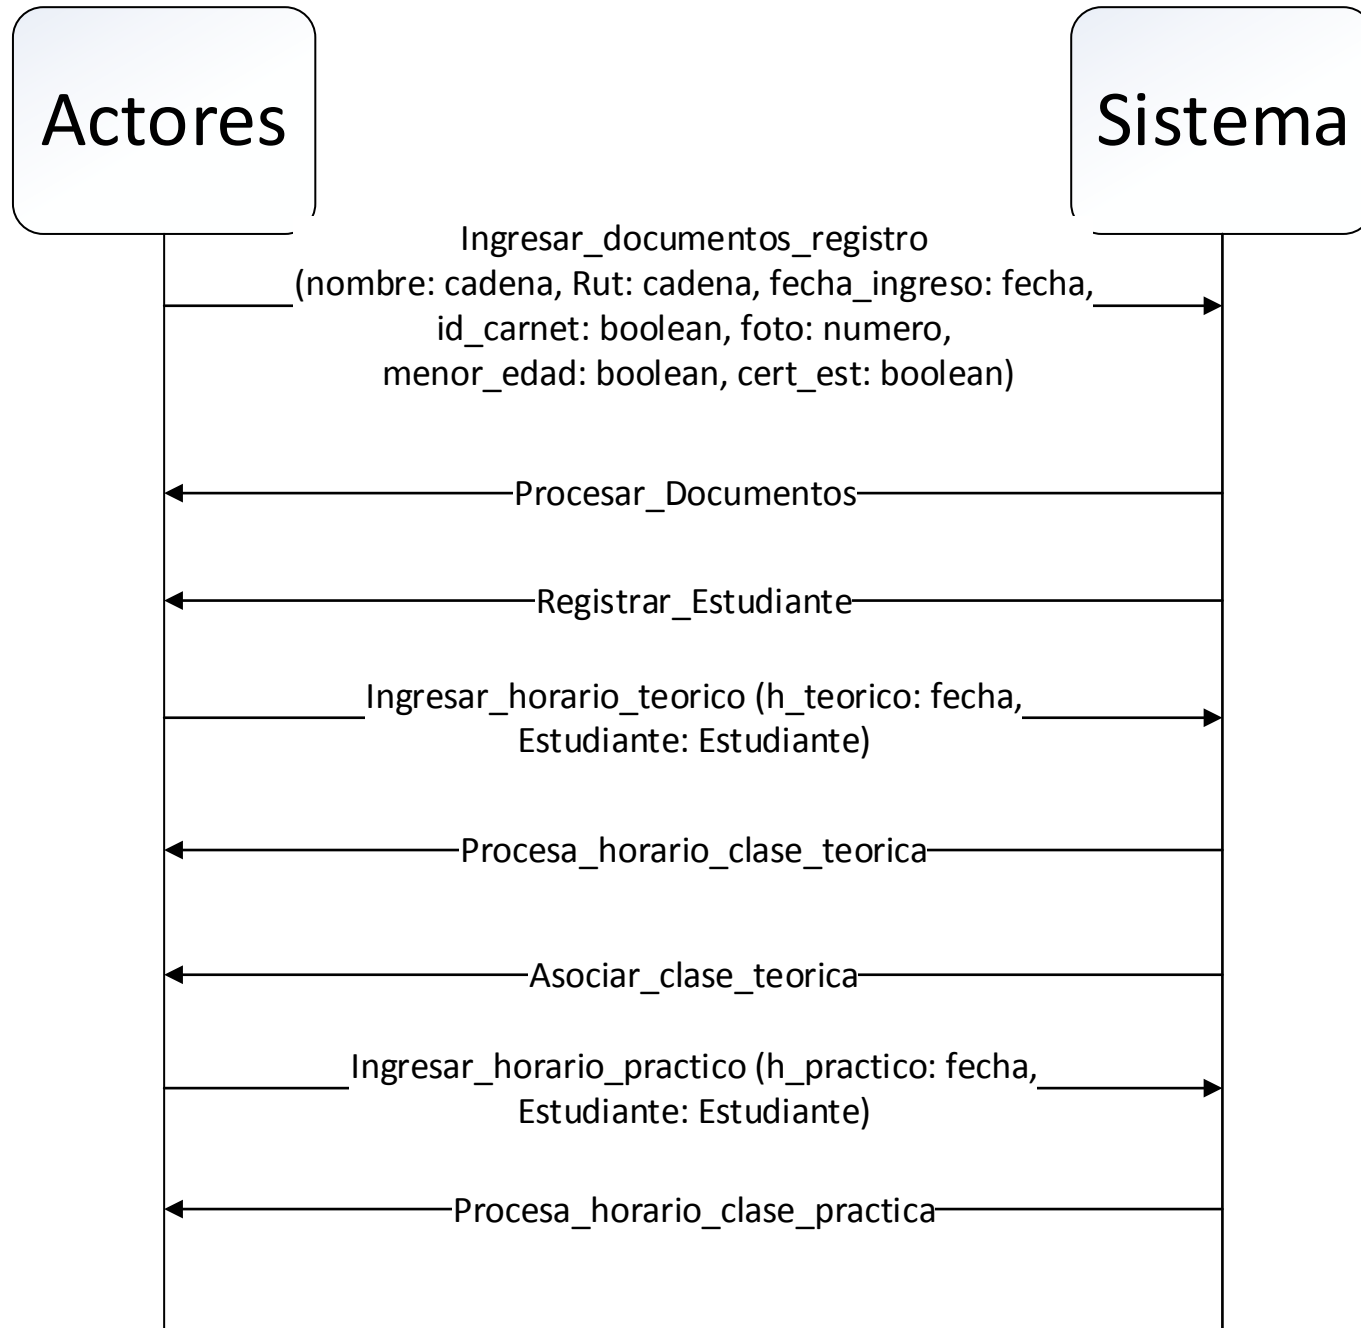 Actores
Sistema
Ingresar_documentos_registro
(nombre: cadena, Rut: cadena, fecha_ingreso: fecha,
id_carnet: boolean, foto: numero,
menor_edad: boolean, cert_est: boolean)
Procesar_Documentos
Registrar_Estudiante
Ingresar_horario_teorico (h_teorico: fecha,
Estudiante: Estudiante)
Procesa_horario_clase_teorica
Asociar_clase_teorica
Ingresar_horario_practico (h_practico: fecha,
Estudiante: Estudiante)
Procesa_horario_clase_practica